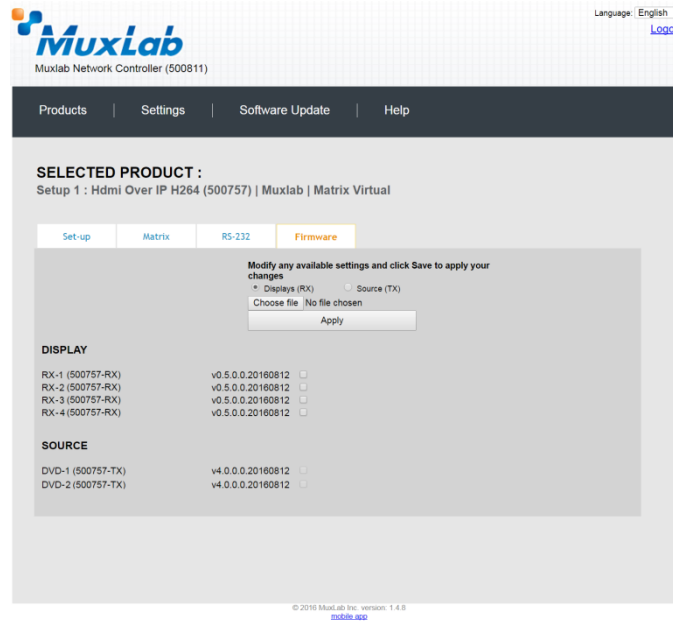 Language: English
Logo
MuxLab
Muxlab Network Controller (500811)
Products | Settings | Software Update | Help
SELECTED PRODUCT :
Setup 1 : Hdmi Over IP H264 (500757) | Muxlab | Matrix Virtual
Set-up Matrix RS-232 Firmware
Modify any available settings and click Save to apply your
changes
Displays (RX) Source (TX)
Choose file No file chosen
Apply
DISPLAY
RX-1 (500757-RX) v0.5.0.0.20160812
RX-2 (500757-RX) v0.5.0.0.20160812
RX-3 (500757-RX) v0.5.0.0.20160812
RX-4 (500757-RX) v0.5.0.0.20160812
SOURCE
DVD-1 (500757-TX) v4.0.0.0.20160812
DVD-2 (500757-TX) v4.0.0.0.20160812
© 2016 MuxLab Inc. version: 1.4.8
mobile app